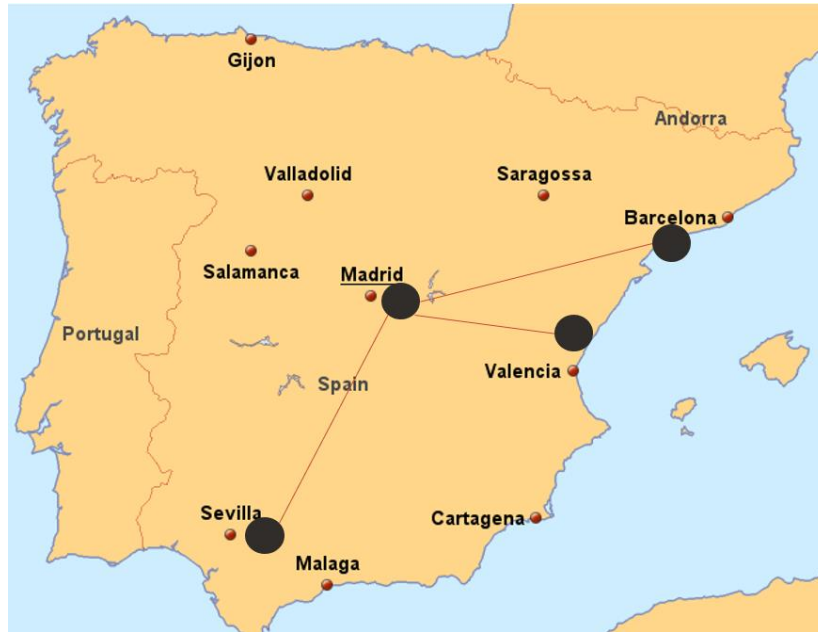 Gijon
Andorra
Valladolid
Saragossa
Barcelona
Salamanca
Madrid
Portugal
Valencia
Spain
Sevilla
Cartagena
Malaga